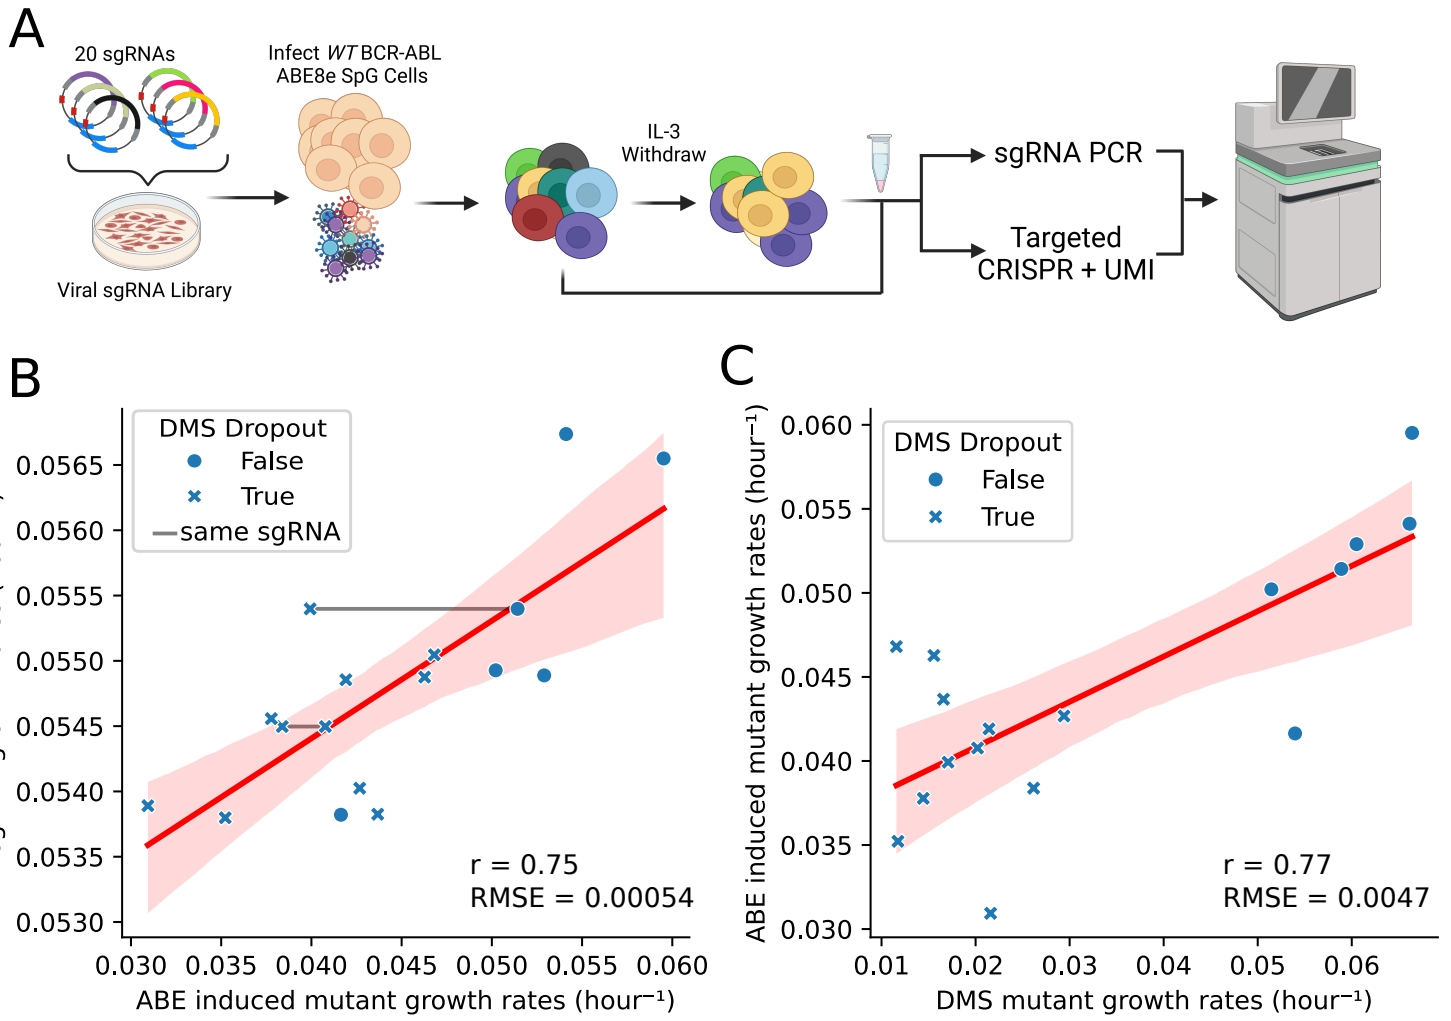 A
20 sgRNAs
Viral sgRNA Library
Infect WT BCR-ABL
ABE8e SpG Cells
IL-3
Withdraw
sgRNA PCR
Targeted
CRISPR + UMI
B
DMS Dropout
False
True
same sgRNA
0.0565
0.0560
0.0555
0.0550
0.0545
0.0540
0.0535
0.0530
r = 0.75
RMSE = 0.00054
0.030 0.035 0.040 0.045 0.050 0.055 0.060
ABE induced mutant growth rates (hour⁻¹)
C
ABE induced mutant growth rates (hour⁻¹)
DMS Dropout
False
True
0.060
0.055
0.050
0.045
0.040
0.035
0.030
r = 0.77
RMSE = 0.0047
0.01 0.02 0.03 0.04 0.05 0.06
DMS mutant growth rates (hour⁻¹)